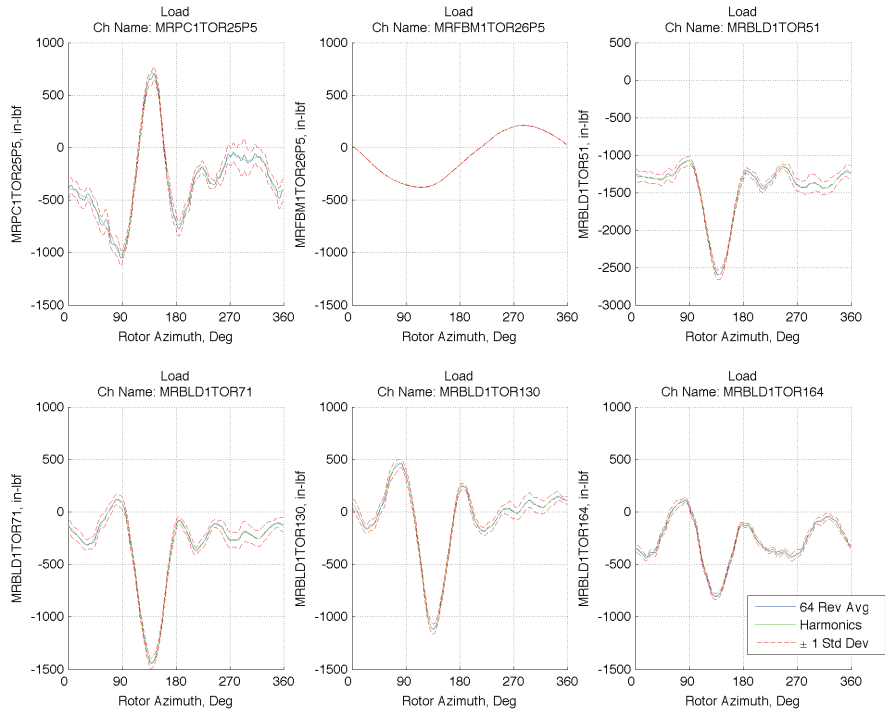 Load
Ch Name: MRPC1TOR25P5
1000
500
0
-500
-1000
-1500
MRPC1TOR25P5, in-lbf
0 90 180 270 360
Rotor Azimuth, Deg
Load
Ch Name: MRFBM1TOR26P5
1000
500
0
-500
-1000
-1500
MRFBM1TOR26P5, in-lbf
0 90 180 270 360
Rotor Azimuth, Deg
Load
Ch Name: MRBLD1TOR51
500
0
-500
-1000
-1500
-2000
-2500
-3000
MRBLD1TOR51, in-lbf
0 90 180 270 360
Rotor Azimuth, Deg
Load
Ch Name: MRBLD1TOR71
1000
500
0
-500
-1000
-1500
MRBLD1TOR71, in-lbf
0 90 180 270 360
Rotor Azimuth, Deg
Load
Ch Name: MRBLD1TOR130
1000
500
0
-500
-1000
-1500
MRBLD1TOR130, in-lbf
0 90 180 270 360
Rotor Azimuth, Deg
Load
Ch Name: MRBLD1TOR164
1000
500
0
-500
-1000
-1500
MRBLD1TOR164, in-lbf
0 90 180 270 360
Rotor Azimuth, Deg
64 Rev Avg
Harmonics
± 1 Std Dev